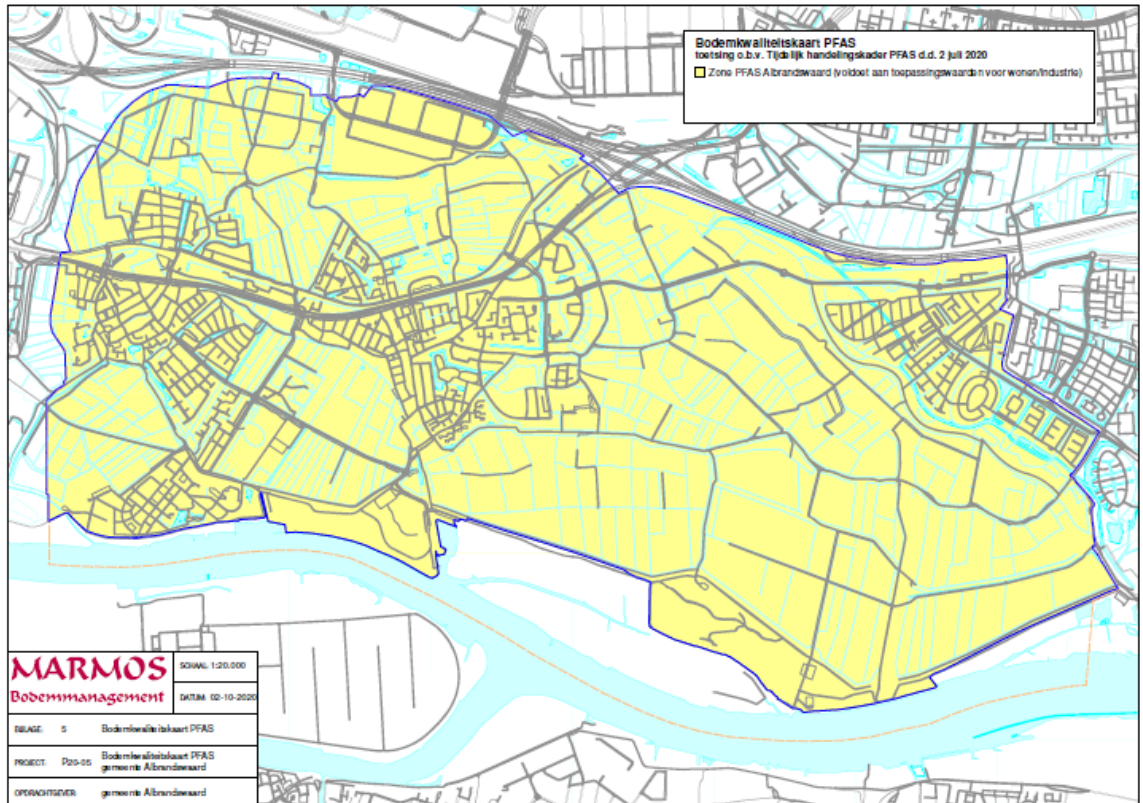 Bodemkwaliteitskaart PFAS
toetsing o.b.v. Tijdelijk handelingskader PFAS d.d. 2 juli 2020
Zone PFAS Albrandswaard (voldoet aan toepassingswaarden voor wonen/industrie)
MARMOS
Bodemmanagement
SCHAAL: 1:20.000
DATUM: 02-10-2020
BIJLAGE: 5 Bodemkwaliteitskaart PFAS
PROJECT: P20-05 Bodemkwaliteitskaart PFAS
gemeente Albrandswaard
OPDRACHTGEVER: gemeente Albrandswaard